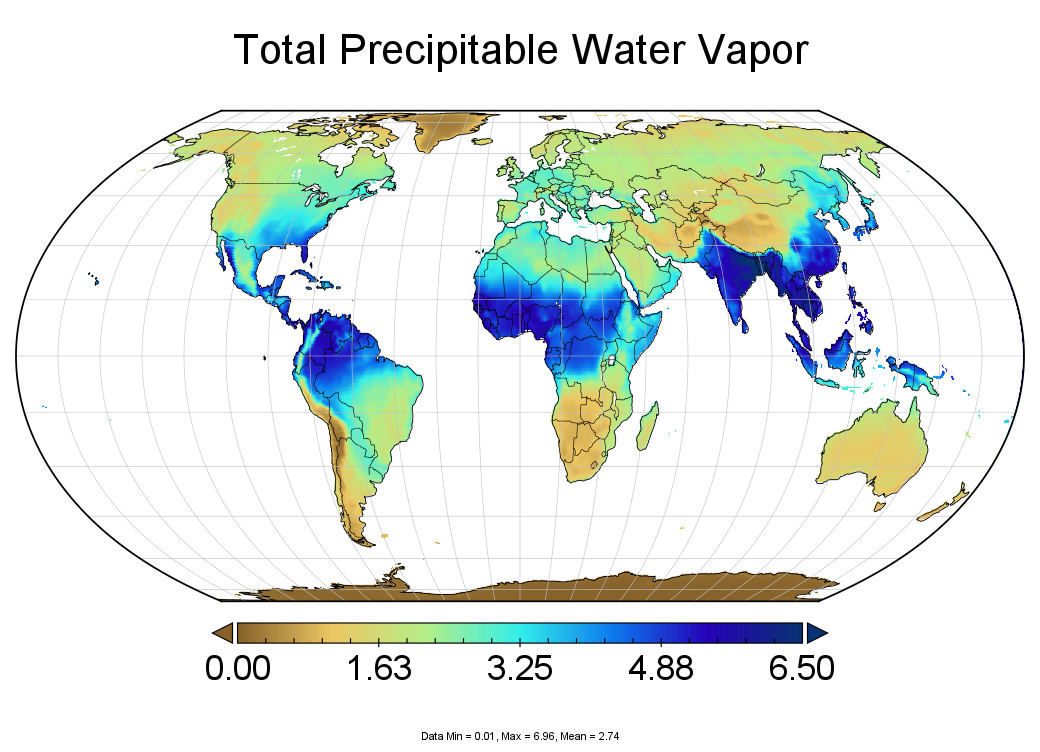 Total Precipitable Water Vapor
0.00 1.63 3.25 4.88 6.50
Data Min = 0.01, Max = 6.96, Mean = 2.74